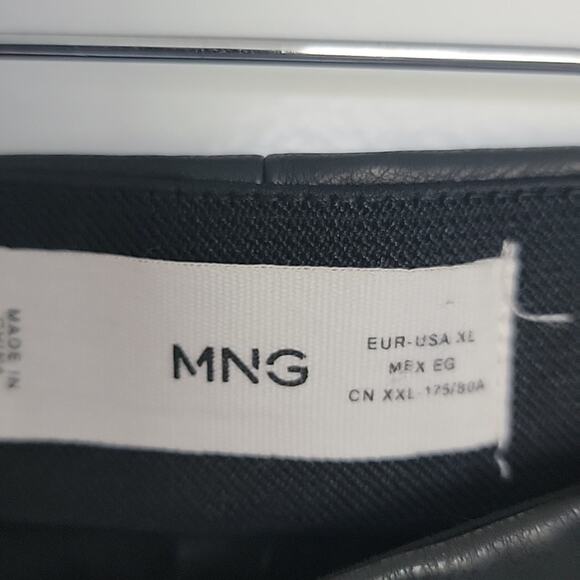 MNG
EUR-USA XL
MEX EG
CN XXL-175/80A
MADE IN